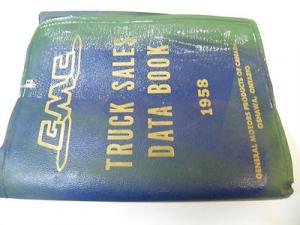 GMC
TRUCK SALES
DATA BOOK
1958
GENERAL MOTORS PRODUCTS OF CANADA
OSHAWA, ONTARIO